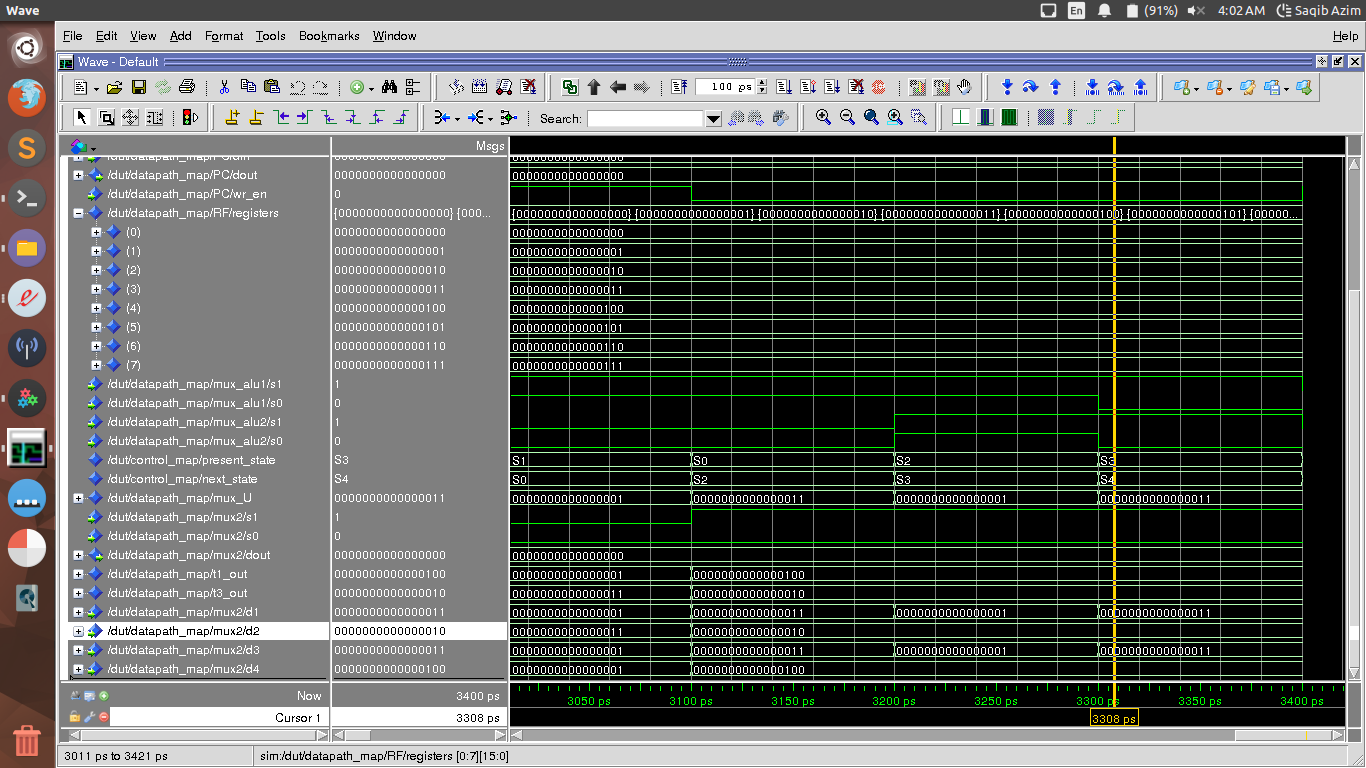 Wave En (91%) 4:02 AM Saqib Azim
File Edit View Add Format Tools Bookmarks Window Help
Wave - Default
100 ps
Search:
Msgs
/dut/datapath_map/PC/dout 0000000000000000 0000000000000000
/dut/datapath_map/PC/wr_en 0
/dut/datapath_map/RF/registers {0000000000000000} {000... {0000000000000000} {0000000000000001} {0000000000000010} {0000000000000011} {0000000000000100} {0000000000000101} {00000...
(0) 0000000000000000 0000000000000000
(1) 0000000000000001 0000000000000001
(2) 0000000000000010 0000000000000010
(3) 0000000000000011 0000000000000011
(4) 0000000000000100 0000000000000100
(5) 0000000000000101 0000000000000101
(6) 0000000000000110 0000000000000110
(7) 0000000000000111 0000000000000111
/dut/datapath_map/mux_alu1/s1 1
/dut/datapath_map/mux_alu1/s0 0
/dut/datapath_map/mux_alu2/s1 1
/dut/datapath_map/mux_alu2/s0 0
/dut/control_map/present_state S3 S1 S0 S2 S3
/dut/control_map/next_state S4 S0 S2 S3 S4
/dut/datapath_map/mux_U 0000000000000011 0000000000000001 0000000000000011 0000000000000001 0000000000000011
/dut/datapath_map/mux2/s1 1
/dut/datapath_map/mux2/s0 0
/dut/datapath_map/mux2/dout 0000000000000000 0000000000000000
/dut/datapath_map/t1_out 0000000000000100 0000000000000001 0000000000000100
/dut/datapath_map/t3_out 0000000000000010 0000000000000011 0000000000000010
/dut/datapath_map/mux2/d1 0000000000000011 0000000000000001 0000000000000011 0000000000000001 0000000000000011
/dut/datapath_map/mux2/d2 0000000000000010 0000000000000011 0000000000000010
/dut/datapath_map/mux2/d3 0000000000000011 0000000000000001 0000000000000011 0000000000000001 0000000000000011
/dut/datapath_map/mux2/d4 0000000000000100 0000000000000001 0000000000000100
Now 3400 ps 3050 ps 3100 ps 3150 ps 3200 ps 3250 ps 3300 ps 3350 ps 3400 ps
Cursor 1 3308 ps 3308 ps
3011 ps to 3421 ps sim:/dut/datapath_map/RF/registers [0:7][15:0]